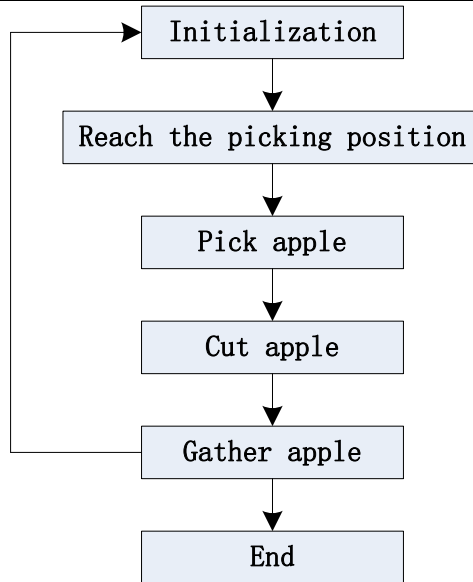 Initialization
Reach the picking position
Pick apple
Cut apple
Gather apple
End